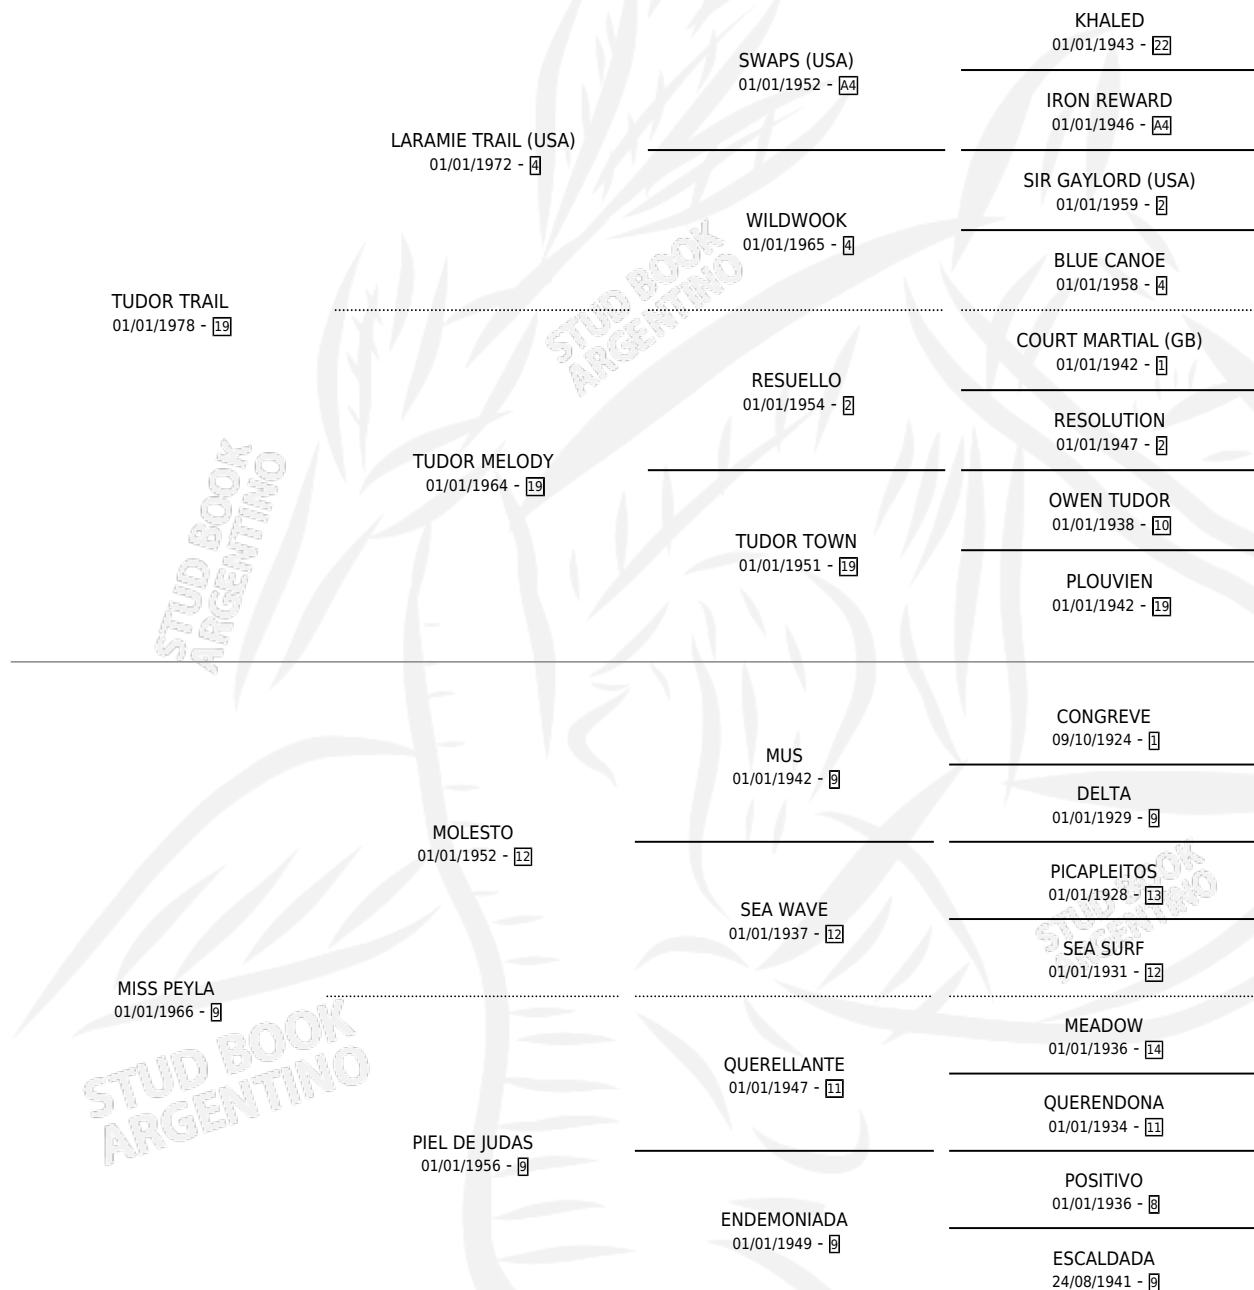 KHALED
01/01/1943 - 22
SWAPS (USA)
01/01/1952 - A4
IRON REWARD
01/01/1946 - A4
LARAMIE TRAIL (USA)
01/01/1972 - 4
SIR GAYLORD (USA)
01/01/1959 - 2
WILDWOOK
01/01/1965 - 4
BLUE CANOE
01/01/1958 - 4
TUDOR TRAIL
01/01/1978 - 19
COURT MARTIAL (GB)
01/01/1942 - 1
RESUELLO
01/01/1954 - 2
RESOLUTION
01/01/1947 - 2
TUDOR MELODY
01/01/1964 - 19
OWEN TUDOR
01/01/1938 - 10
TUDOR TOWN
01/01/1951 - 19
PLOUVIEN
01/01/1942 - 19
CONGREVE
09/10/1924 - 1
MUS
01/01/1942 - 9
DELTA
01/01/1929 - 9
MOLESTO
01/01/1952 - 12
PICAPLEITOS
01/01/1928 - 13
SEA WAVE
01/01/1937 - 12
SEA SURF
01/01/1931 - 12
MISS PEYLA
01/01/1966 - 9
MEADOW
01/01/1936 - 14
QUERELLANTE
01/01/1947 - 11
QUERENDONA
01/01/1934 - 11
PIEL DE JUDAS
01/01/1956 - 9
POSITIVO
01/01/1936 - 8
ENDEMONIADA
01/01/1949 - 9
ESCALDADA
24/08/1941 - 9
STUD BOOK
ARGENTINO
STUD BOOK
ARGENTINO
STUD BOOK
ARGENTINO
STUD BOOK
ARGENTINO